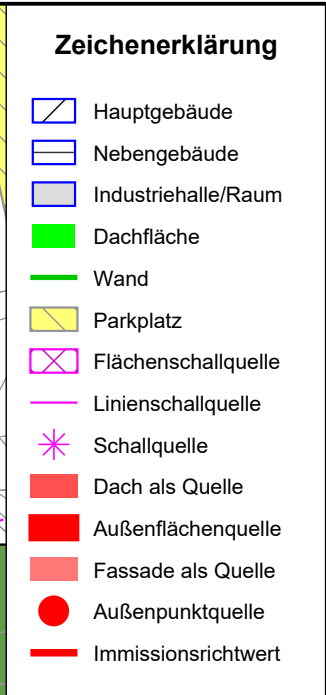 Zeichenerklärung
Hauptgebäude
Nebengebäude
Industriehalle/Raum
Dachfläche
Wand
Parkplatz
Flächenschallquelle
Linienschallquelle
Schallquelle
Dach als Quelle
Außenflächenquelle
Fassade als Quelle
Außenpunktquelle
Immissionsrichtwert